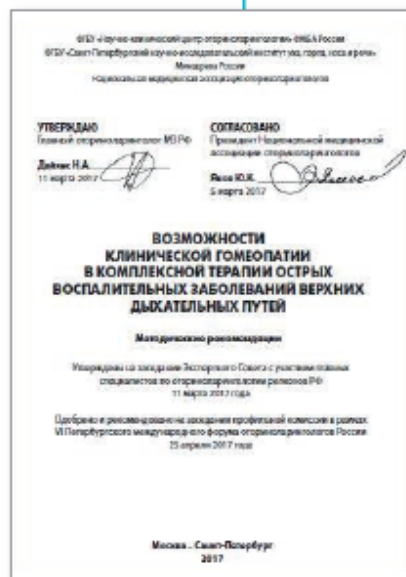 ФГБУ «Научно-клинический центр оториноларингологии» ФМБА России
ФГБУ «Санкт-Петербургский научно-исследовательский институт уха, горла, носа и речи»
Минздрава России
Национальная медицинская ассоциация оториноларингологов
УТВЕРЖДАЮ
Главный оториноларинголог МЗ РФ
Дайхес Н.А.
11 марта 2017
СОГЛАСОВАНО
Президент Национальной медицинской
ассоциации оториноларингологов
Янов Ю.К.
5 марта 2017
ВОЗМОЖНОСТИ
КЛИНИЧЕСКОЙ ГОМЕОПАТИИ
В КОМПЛЕКСНОЙ ТЕРАПИИ ОСТРЫХ
ВОСПАЛИТЕЛЬНЫХ ЗАБОЛЕВАНИЙ ВЕРХНИХ
ДЫХАТЕЛЬНЫХ ПУТЕЙ
Методические рекомендации
Утверждены на заседании Экспертного Совета с участием главных
специалистов по оториноларингологии регионов РФ
11 марта 2017 года
Одобрено и рекомендовано на заседании профильной комиссии в рамках
VI Петербургского международного форума оториноларингологов России
25 апреля 2017 года
Москва – Санкт-Петербург
2017